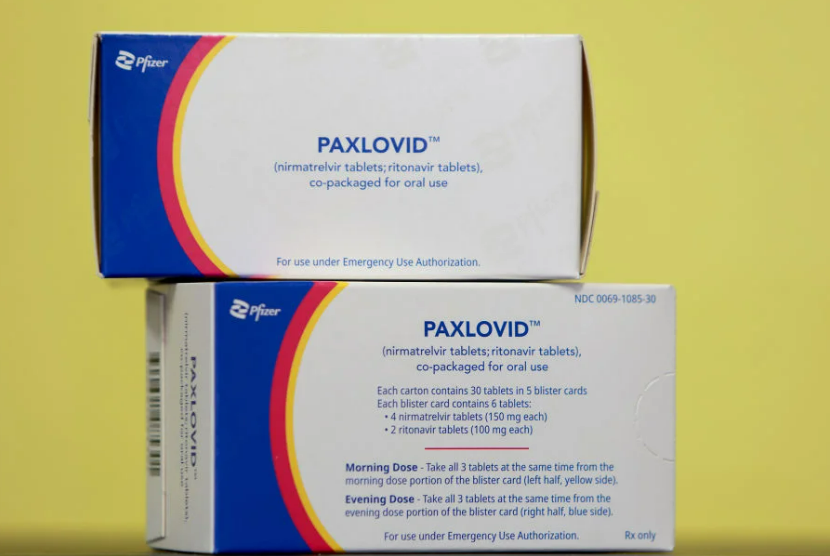 Pfizer
PAXLOVID™
(nirmatrelvir tablets; ritonavir tablets),
co-packaged for oral use
For use under Emergency Use Authorization.
Pfizer
NDC 0069-1085-30
PAXLOVID™
(nirmatrelvir tablets; ritonavir tablets),
co-packaged for oral use
Each carton contains 30 tablets in 5 blister cards
Each blister card contains 6 tablets:
• 4 nirmatrelvir tablets (150 mg each)
• 2 ritonavir tablets (100 mg each)
Morning Dose - Take all 3 tablets at the same time from the
morning dose portion of the blister card (left half, yellow side).
Evening Dose - Take all 3 tablets at the same time from the
evening dose portion of the blister card (right half, blue side).
For use under Emergency Use Authorization.
Rx only
PAXLOVID™